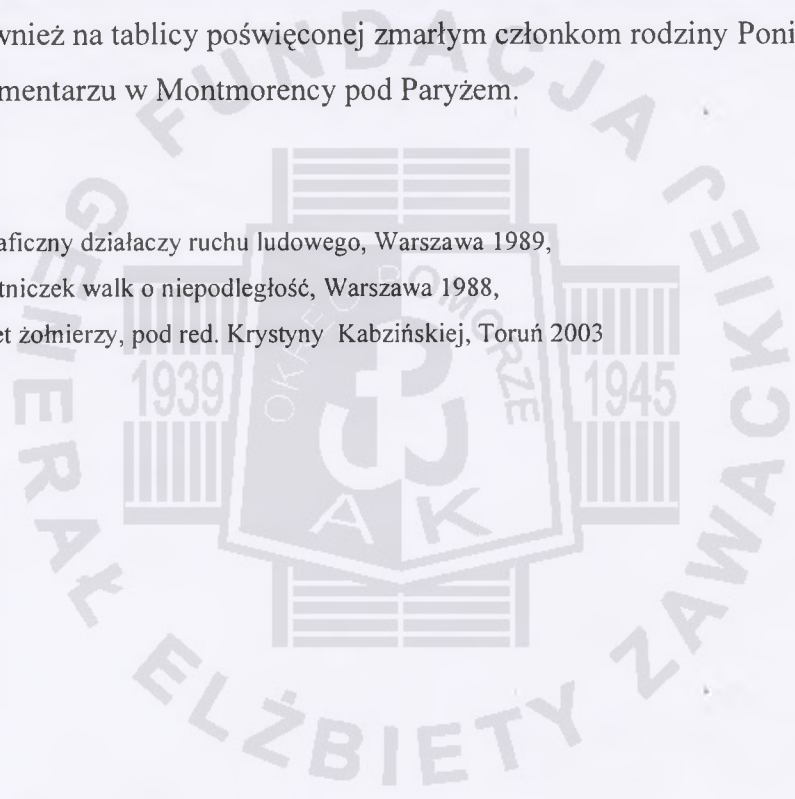 wnież na tablicy poświęconej zmarłym członkom rodziny Poni
mentarzu w Montmorency pod Paryżem.
aficzny działaczy ruchu ludowego, Warszawa 1989,
tniczek walk o niepodległość, Warszawa 1988,
et żołnierzy, pod red. Krystyny Kabzińskiej, Toruń 2003
FUNDACJA GENERAŁ ELŻBIETY ZAWACKIEJ
OKRĘG POMORZE
1939
1945
AK